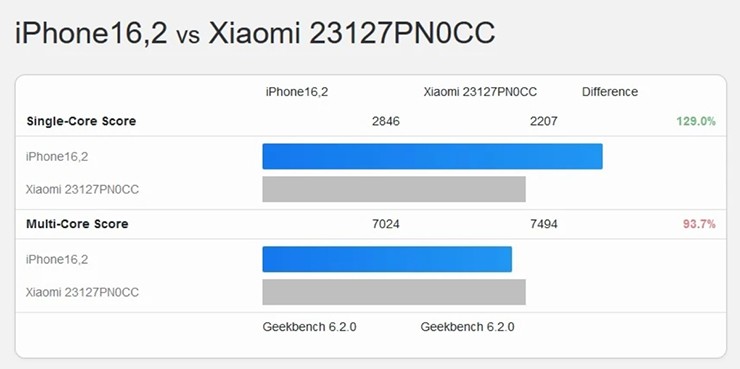 iPhone16,2 vs Xiaomi 23127PN0CC
iPhone16,2 Xiaomi 23127PN0CC Difference
Single-Core Score 2846 2207 129.0%
iPhone16,2
Xiaomi 23127PN0CC
Multi-Core Score 7024 7494 93.7%
iPhone16,2
Xiaomi 23127PN0CC
Geekbench 6.2.0 Geekbench 6.2.0